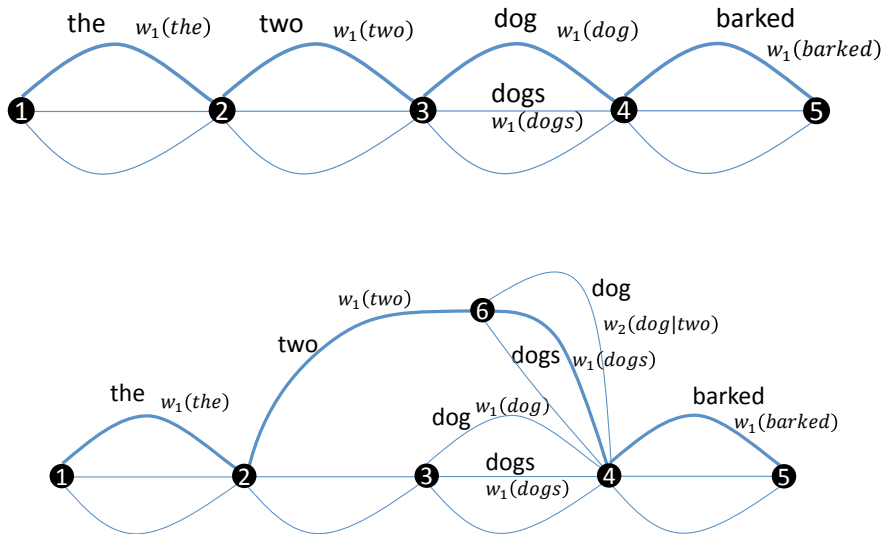 the w₁(the) two w₁(two) dog w₁(dog) barked
w₁(barked)
1 2 3 dogs 4 5
w₁(dogs)
w₁(two) 6 dog
w₂(dog|two)
two dogs w₁(dogs)
the w₁(the) dog w₁(dog) barked
w₁(barked)
1 2 3 dogs 4 5
w₁(dogs)